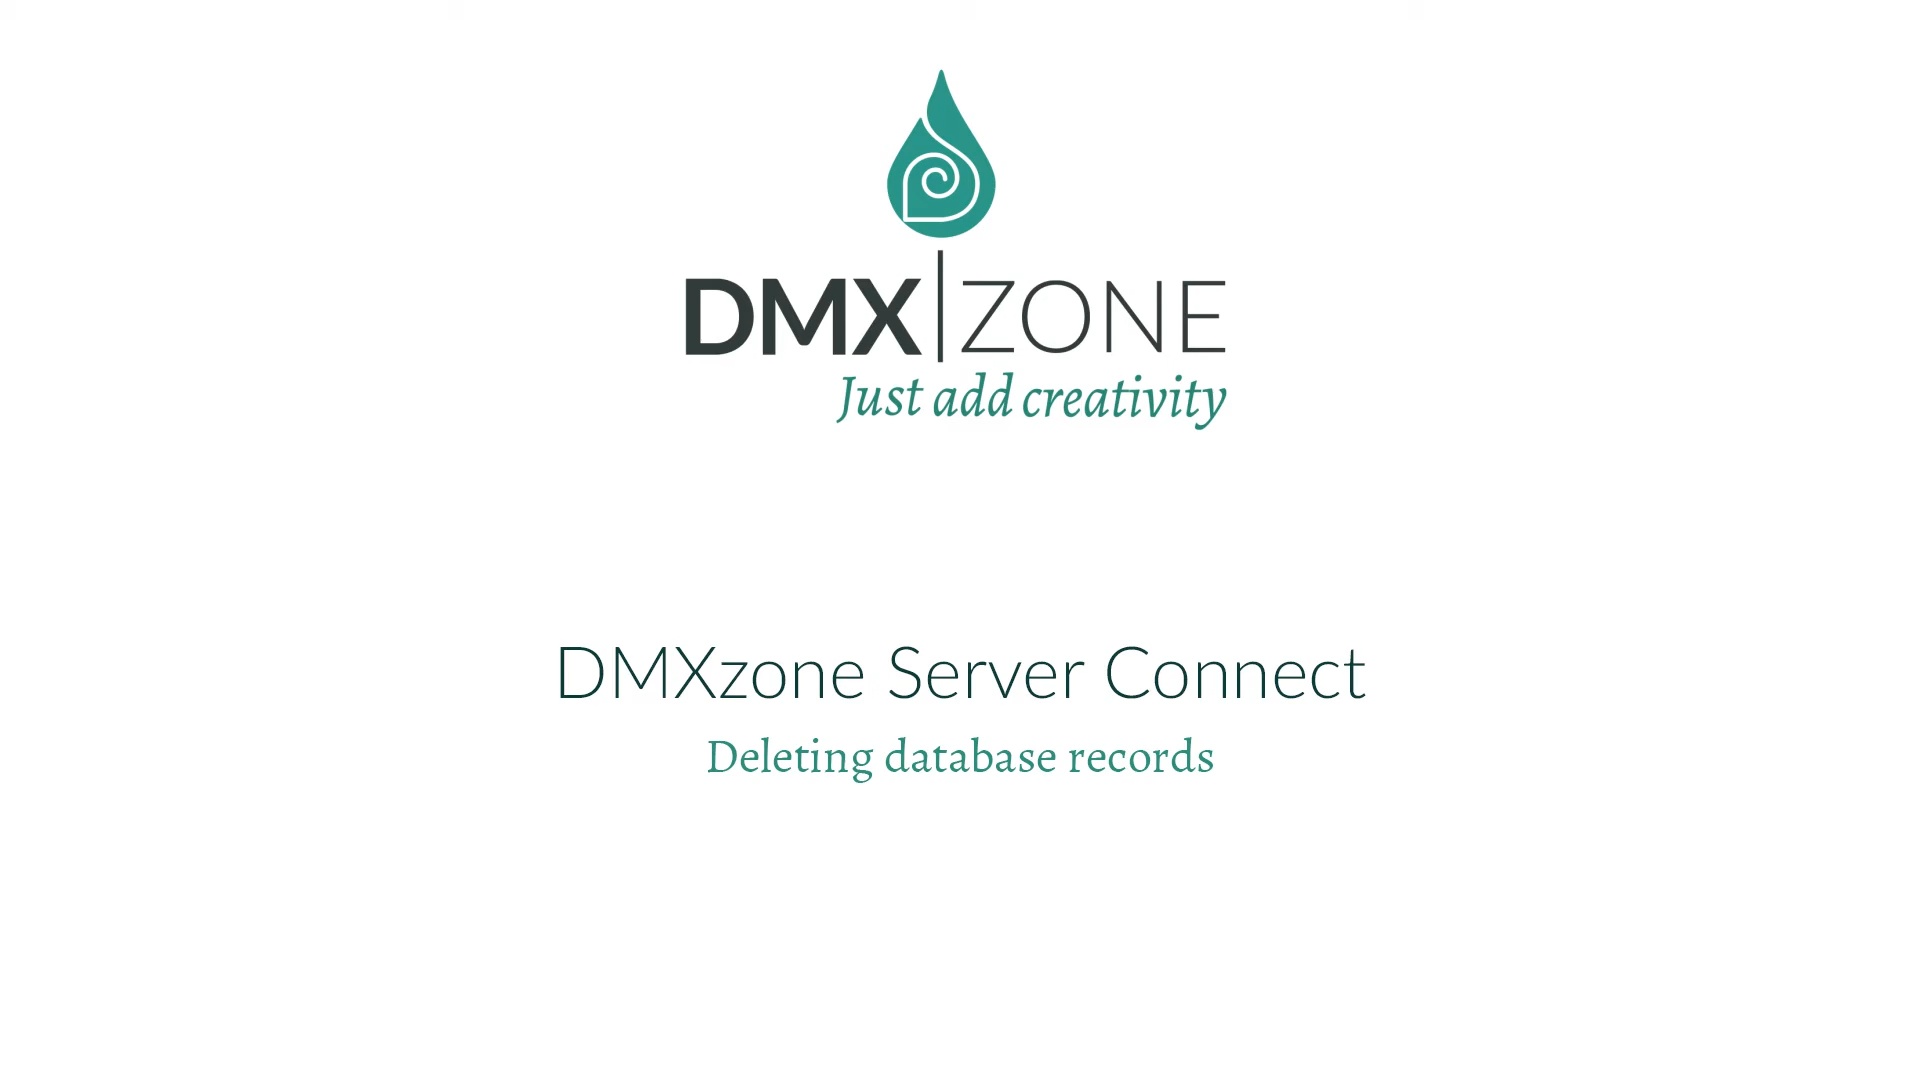 DMX|ZONE
Just add creativity
DMXzone Server Connect
Deleting database records